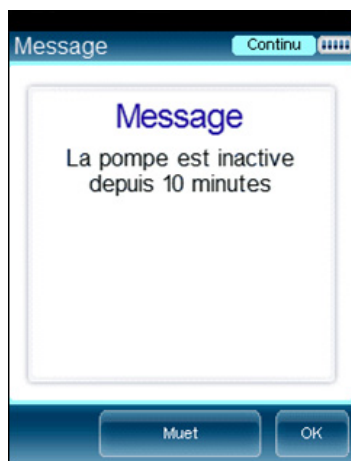 Message Continu
Message
La pompe est inactive
depuis 10 minutes
Muet OK